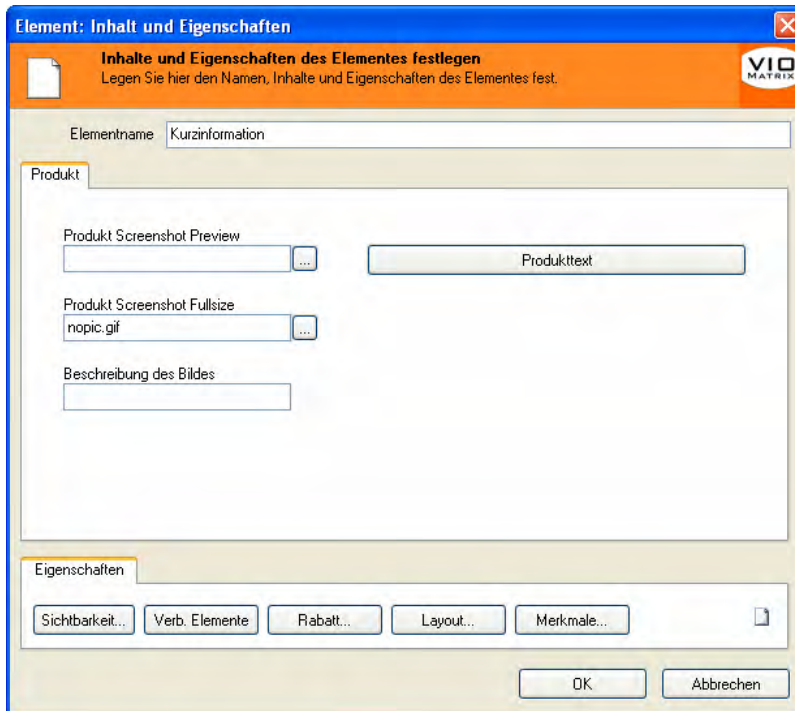 Element: Inhalt und Eigenschaften
Inhalte und Eigenschaften des Elementes festlegen
Legen Sie hier den Namen, Inhalte und Eigenschaften des Elementes fest.
VIO
MATRIX
Elementname Kurzinformation
Produkt
Produkt Screenshot Preview
... Produkttext
Produkt Screenshot Fullsize
nopic.gif ...
Beschreibung des Bildes
Eigenschaften
Sichtbarkeit... Verb. Elemente Rabatt... Layout... Merkmale...
OK Abbrechen